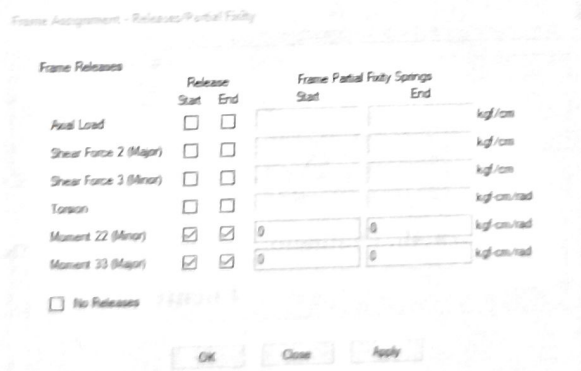 Frame Assignment - Releases/Partial Fixity
Frame Releases
Release Frame Partial Fixity Springs
Start End Start End
Axial Load kgf/cm
Shear Force 2 (Major) kgf/cm
Shear Force 3 (Minor) kgf/cm
Torsion kgf-cm/rad
Moment 22 (Minor) 0 0 kgf-cm/rad
Moment 33 (Major) 0 0 kgf-cm/rad
No Releases
OK Close Apply